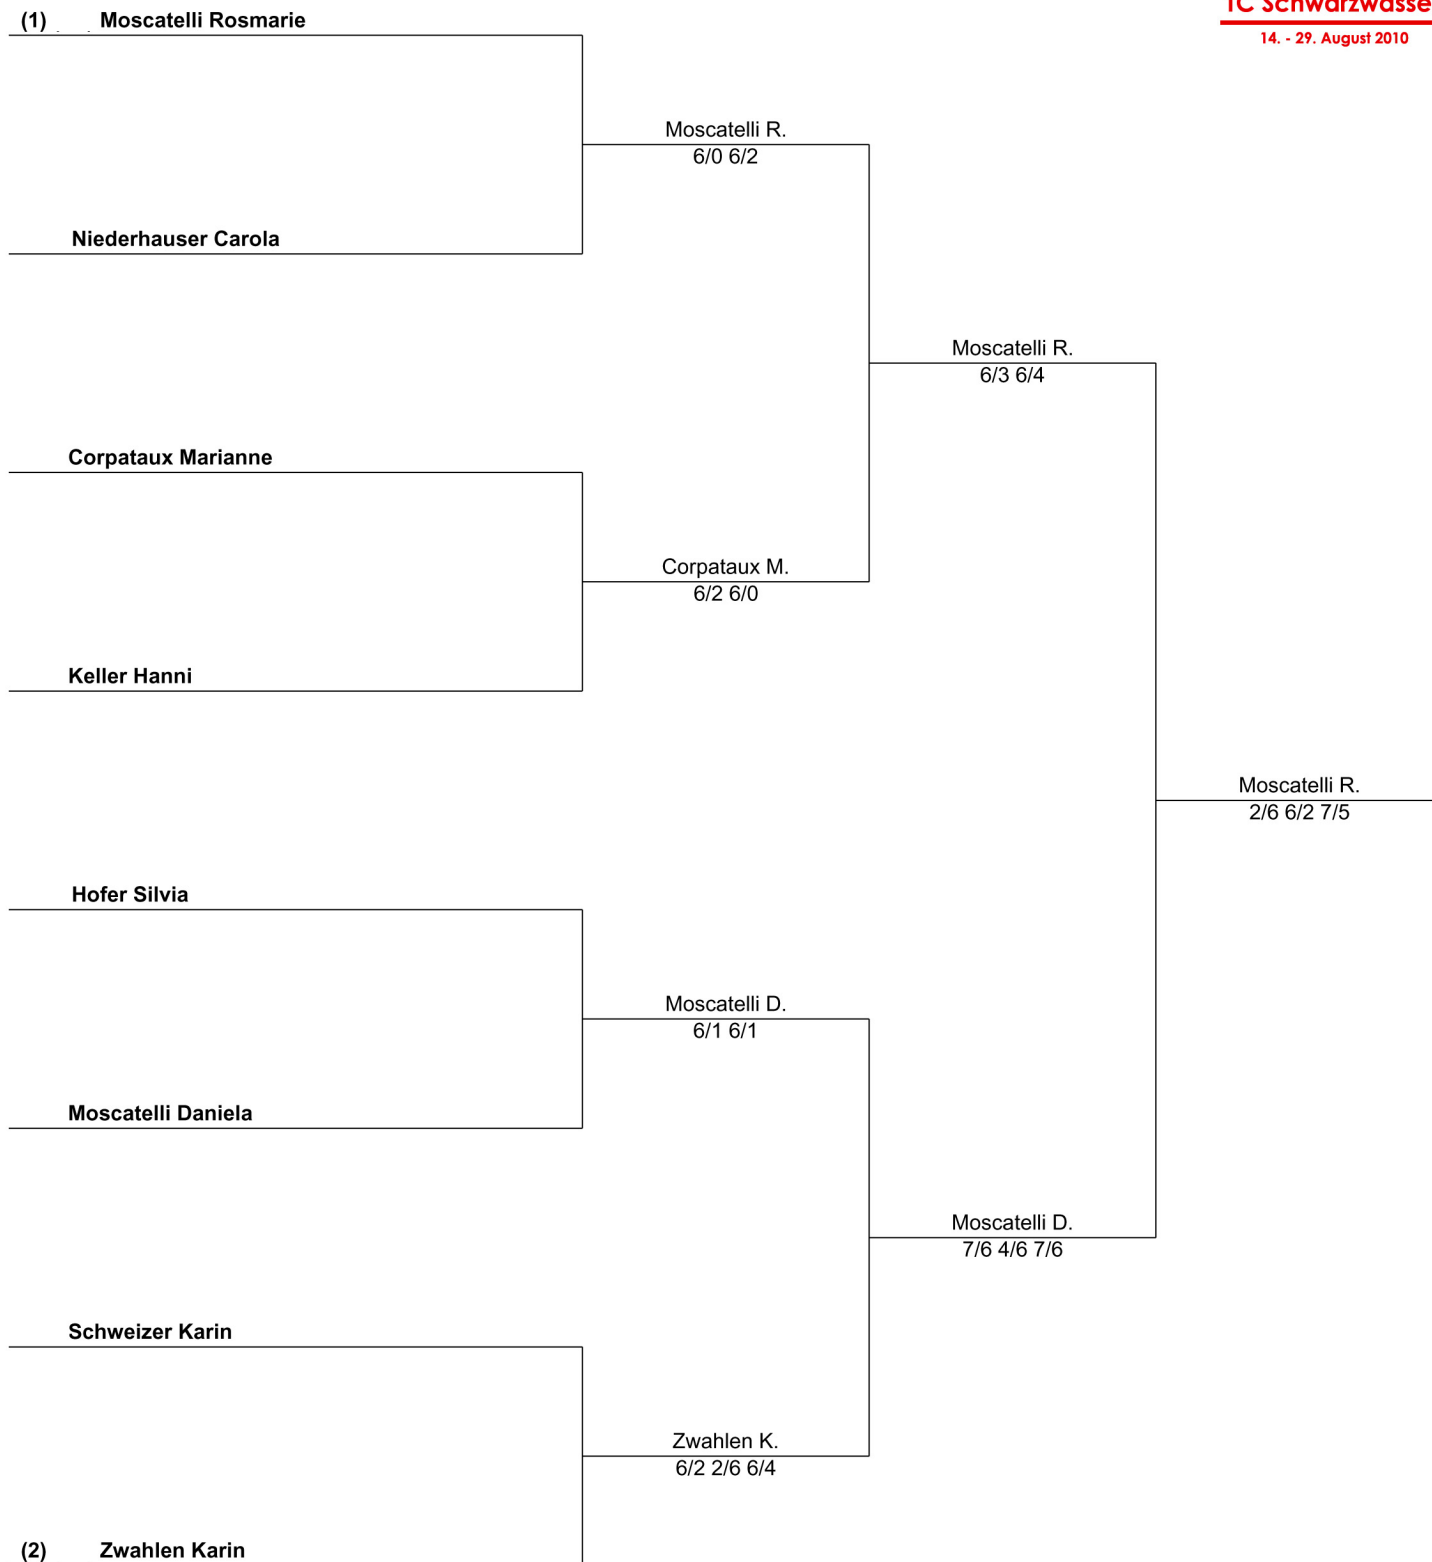 TC Schwarzwasse
14. - 29. August 2010
(1) Moscatelli Rosmarie
Moscatelli R.
6/0 6/2
Niederhauser Carola
Moscatelli R.
6/3 6/4
Corpataux Marianne
Corpataux M.
6/2 6/0
Keller Hanni
Moscatelli R.
2/6 6/2 7/5
Hofer Silvia
Moscatelli D.
6/1 6/1
Moscatelli Daniela
Moscatelli D.
7/6 4/6 7/6
Schweizer Karin
Zwahlen K.
6/2 2/6 6/4
(2) Zwahlen Karin